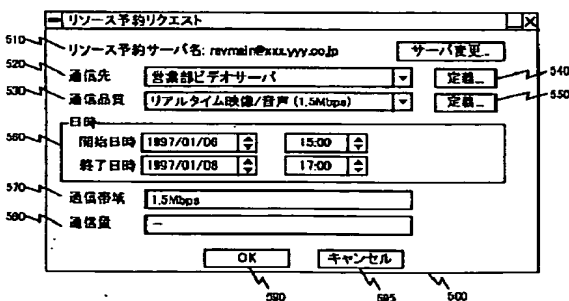 リソース予約リクエスト
510 リソース予約サーバ名: rsvmain@xxx.yyy.co.jp サーバ変更...
520 通信先 営業部ビデオサーバ 定義... 540
530 通信品質 リアルタイム映像/音声 (1.5Mbps) 定義... 550
日時
560 開始日時 1997/01/06 15:00
終了日時 1997/01/06 17:00
570 通信帯域 1.5Mbps
580 通信量 −
OK キャンセル
590 595 500